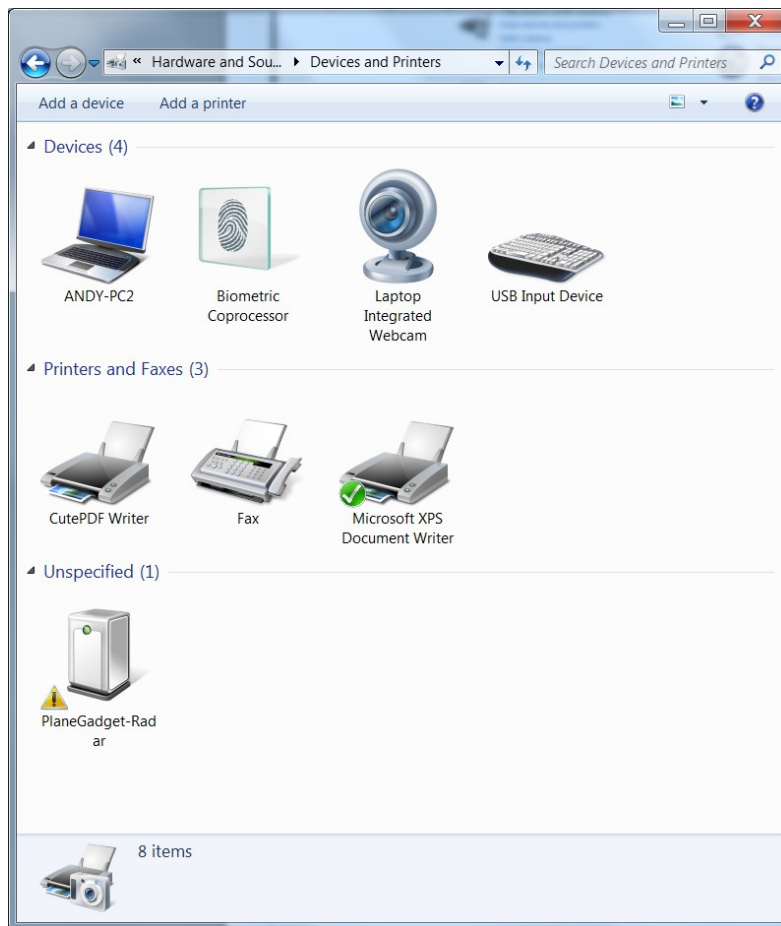 « Hardware and Sou... ▸ Devices and Printers
Search Devices and Printers
Add a device Add a printer
Devices (4)
ANDY-PC2
Biometric
Coprocessor
Laptop
Integrated
Webcam
USB Input Device
Printers and Faxes (3)
CutePDF Writer
Fax
Microsoft XPS
Document Writer
Unspecified (1)
PlaneGadget-Rad
ar
8 items